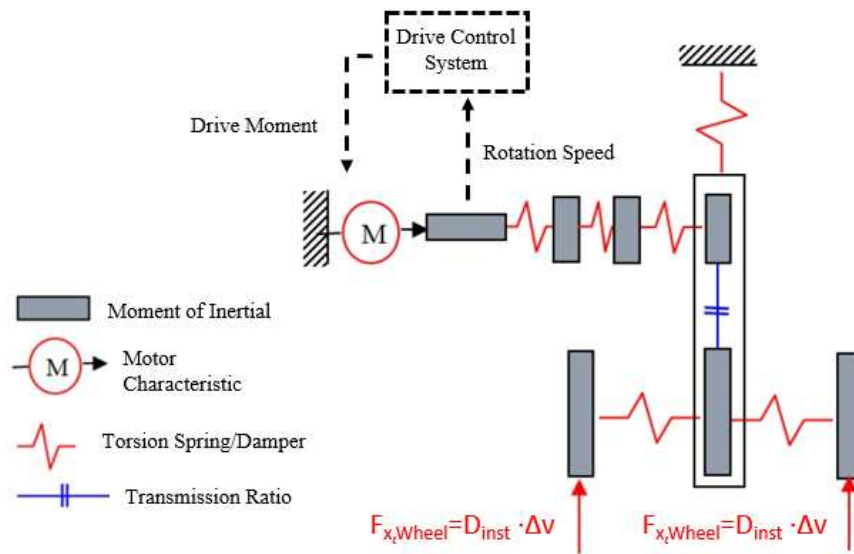 Drive Control
System
Drive Moment
Rotation Speed
M
Moment of Inertial
M
Motor
Characteristic
Torsion Spring/Damper
Transmission Ratio
Fx,Wheel=Dinst ·Δv
Fx,Wheel=Dinst ·Δv